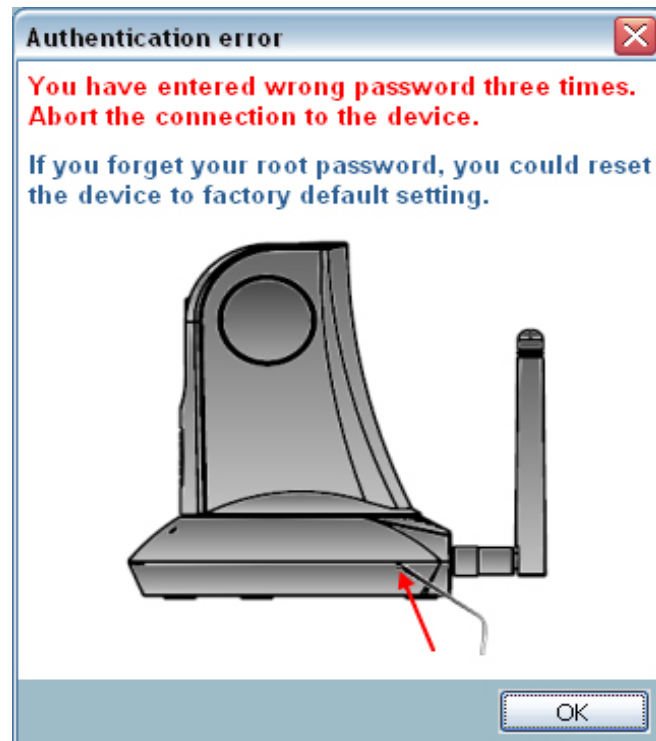 Authentication error
You have entered wrong password three times.
Abort the connection to the device.
If you forget your root password, you could reset
the device to factory default setting.
OK